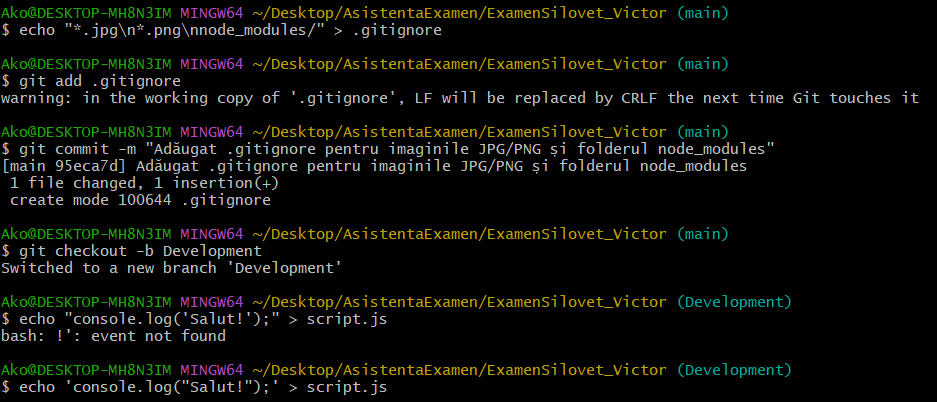 Ako@DESKTOP-MH8N3IM MINGW64 ~/Desktop/AsistentaExamen/ExamenSilovet_Victor (main)
$ echo "*.jpg\n*.png\nnode_modules/" > .gitignore
Ako@DESKTOP-MH8N3IM MINGW64 ~/Desktop/AsistentaExamen/ExamenSilovet_Victor (main)
$ git add .gitignore
warning: in the working copy of '.gitignore', LF will be replaced by CRLF the next time Git touches it
Ako@DESKTOP-MH8N3IM MINGW64 ~/Desktop/AsistentaExamen/ExamenSilovet_Victor (main)
$ git commit -m "Adăugat .gitignore pentru imaginile JPG/PNG și folderul node_modules"
[main 95eca7d] Adăugat .gitignore pentru imaginile JPG/PNG și folderul node_modules
 1 file changed, 1 insertion(+)
 create mode 100644 .gitignore
Ako@DESKTOP-MH8N3IM MINGW64 ~/Desktop/AsistentaExamen/ExamenSilovet_Victor (main)
$ git checkout -b Development
Switched to a new branch 'Development'
Ako@DESKTOP-MH8N3IM MINGW64 ~/Desktop/AsistentaExamen/ExamenSilovet_Victor (Development)
$ echo "console.log('Salut!');" > script.js
bash: !': event not found
Ako@DESKTOP-MH8N3IM MINGW64 ~/Desktop/AsistentaExamen/ExamenSilovet_Victor (Development)
$ echo 'console.log("Salut!");' > script.js